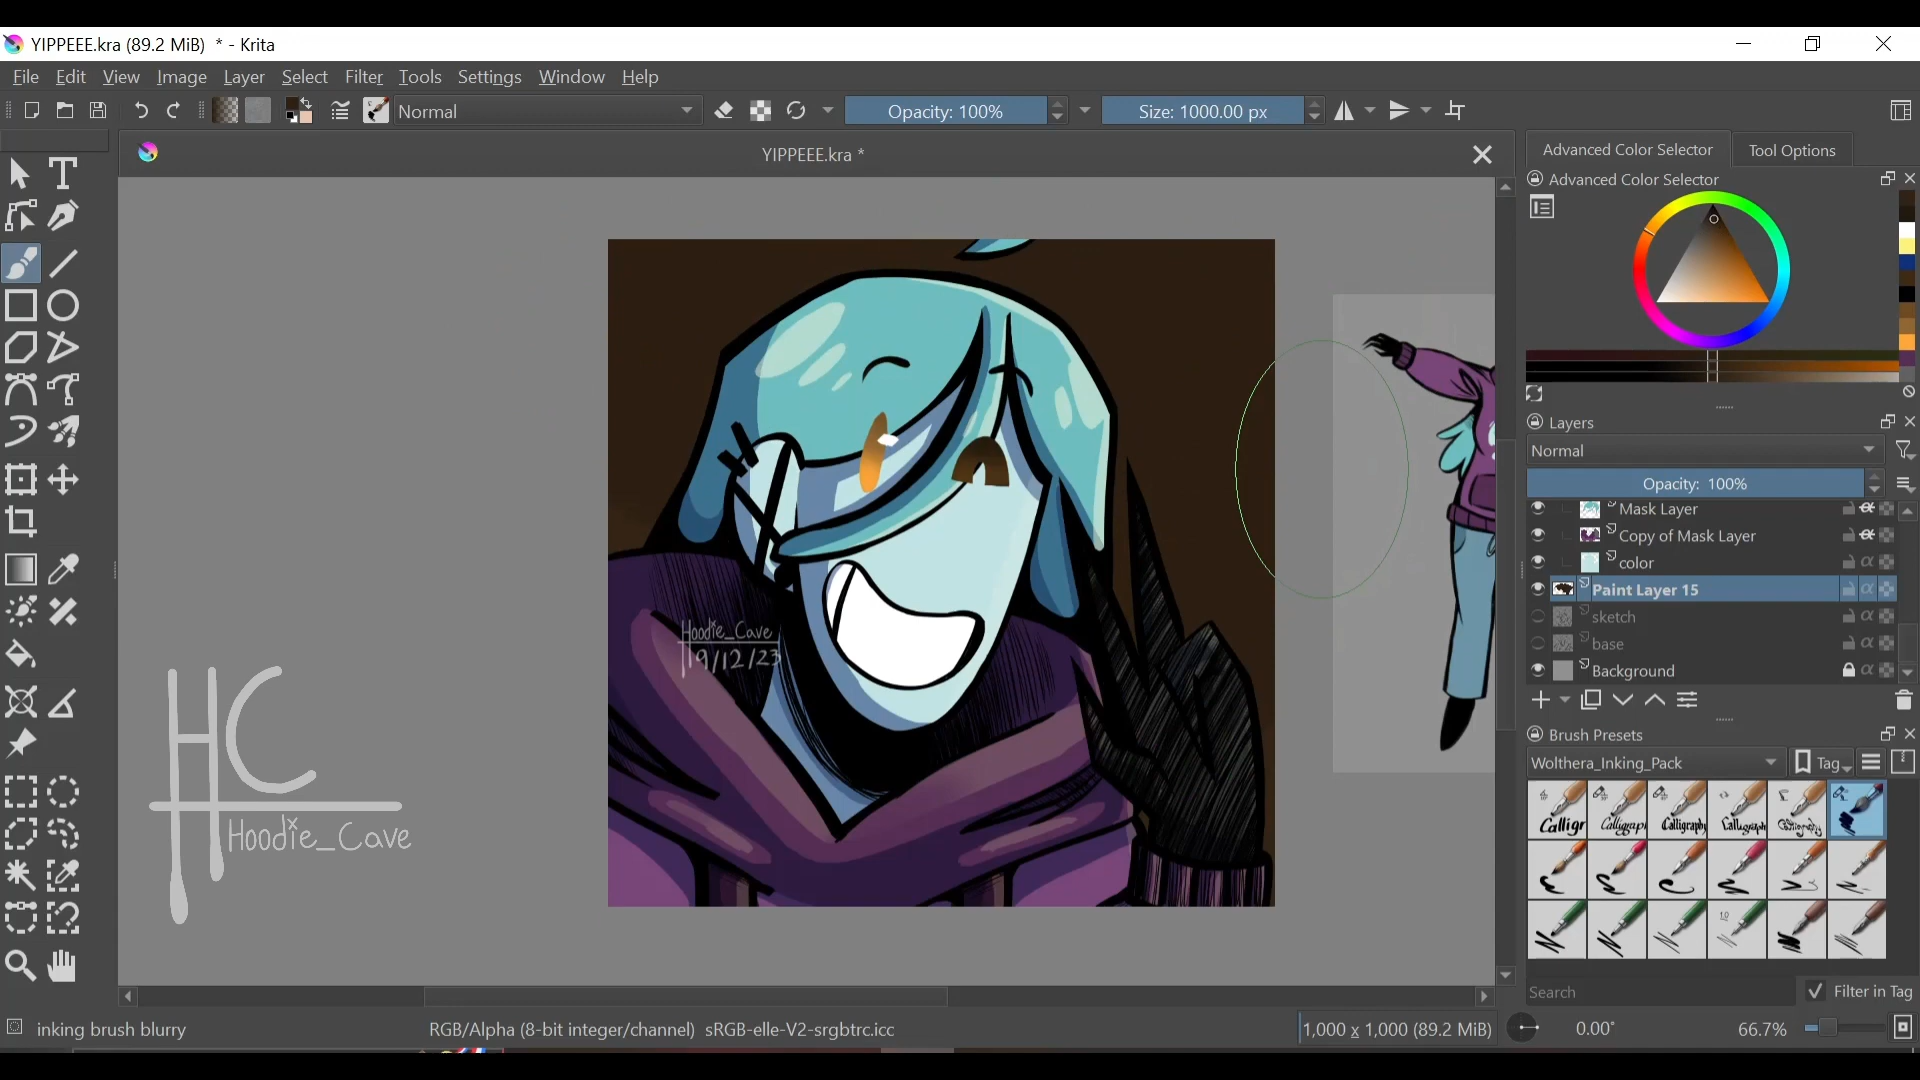 YIPPEEE.kra (89.2 MiB) * - Krita
File Edit View Image Layer Select Filter Tools Settings Window Help
Normal Opacity: 100% Size: 1000.00 px
YIPPEEE.kra *
Advanced Color Selector Tool Options
Advanced Color Selector
Layers
Normal
Opacity: 100%
Mask Layer
Copy of Mask Layer
color
Paint Layer 15
sketch
base
Background
Brush Presets
Wolthera_Inking_Pack Tag
Search Filter in Tag
Hoodie_Cave
9/12/23
HC
Hoodie_Cave
inking brush blurry RGB/Alpha (8-bit integer/channel) sRGB-elle-V2-srgbtrc.icc 1,000 x 1,000 (89.2 MiB) 0.00° 66.7%